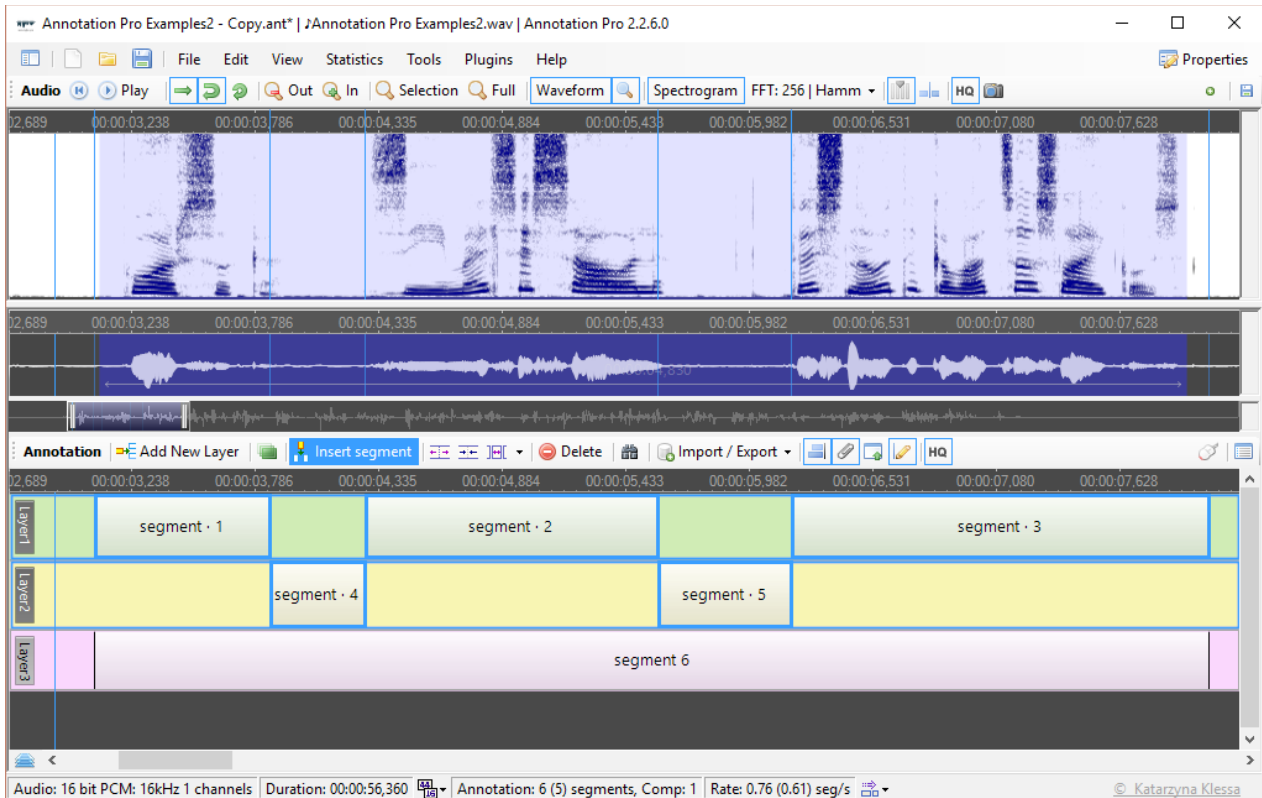 Annotation Pro Examples2 - Copy.ant* | ♪Annotation Pro Examples2.wav | Annotation Pro 2.2.6.0
File Edit View Statistics Tools Plugins Help Properties
Audio Play Out In Selection Full Waveform Spectrogram FFT: 256 | Hamm HQ
02,689 00:00:03,238 00:00:03,786 00:00:04,335 00:00:04,884 00:00:05,433 00:00:05,982 00:00:06,531 00:00:07,080 00:00:07,628
02,689 00:00:03,238 00:00:03,786 00:00:04,335 00:00:04,884 00:00:05,433 00:00:05,982 00:00:06,531 00:00:07,080 00:00:07,628
Annotation Add New Layer Insert segment Delete Import / Export HQ
02,689 00:00:03,238 00:00:03,786 00:00:04,335 00:00:04,884 00:00:05,433 00:00:05,982 00:00:06,531 00:00:07,080 00:00:07,628
Layer1 segment · 1 segment · 2 segment · 3
Layer2 segment · 4 segment · 5
Layer3 segment 6
Audio: 16 bit PCM: 16kHz 1 channels Duration: 00:00:56,360 Annotation: 6 (5) segments, Comp: 1 Rate: 0.76 (0.61) seg/s © Katarzyna Klessa